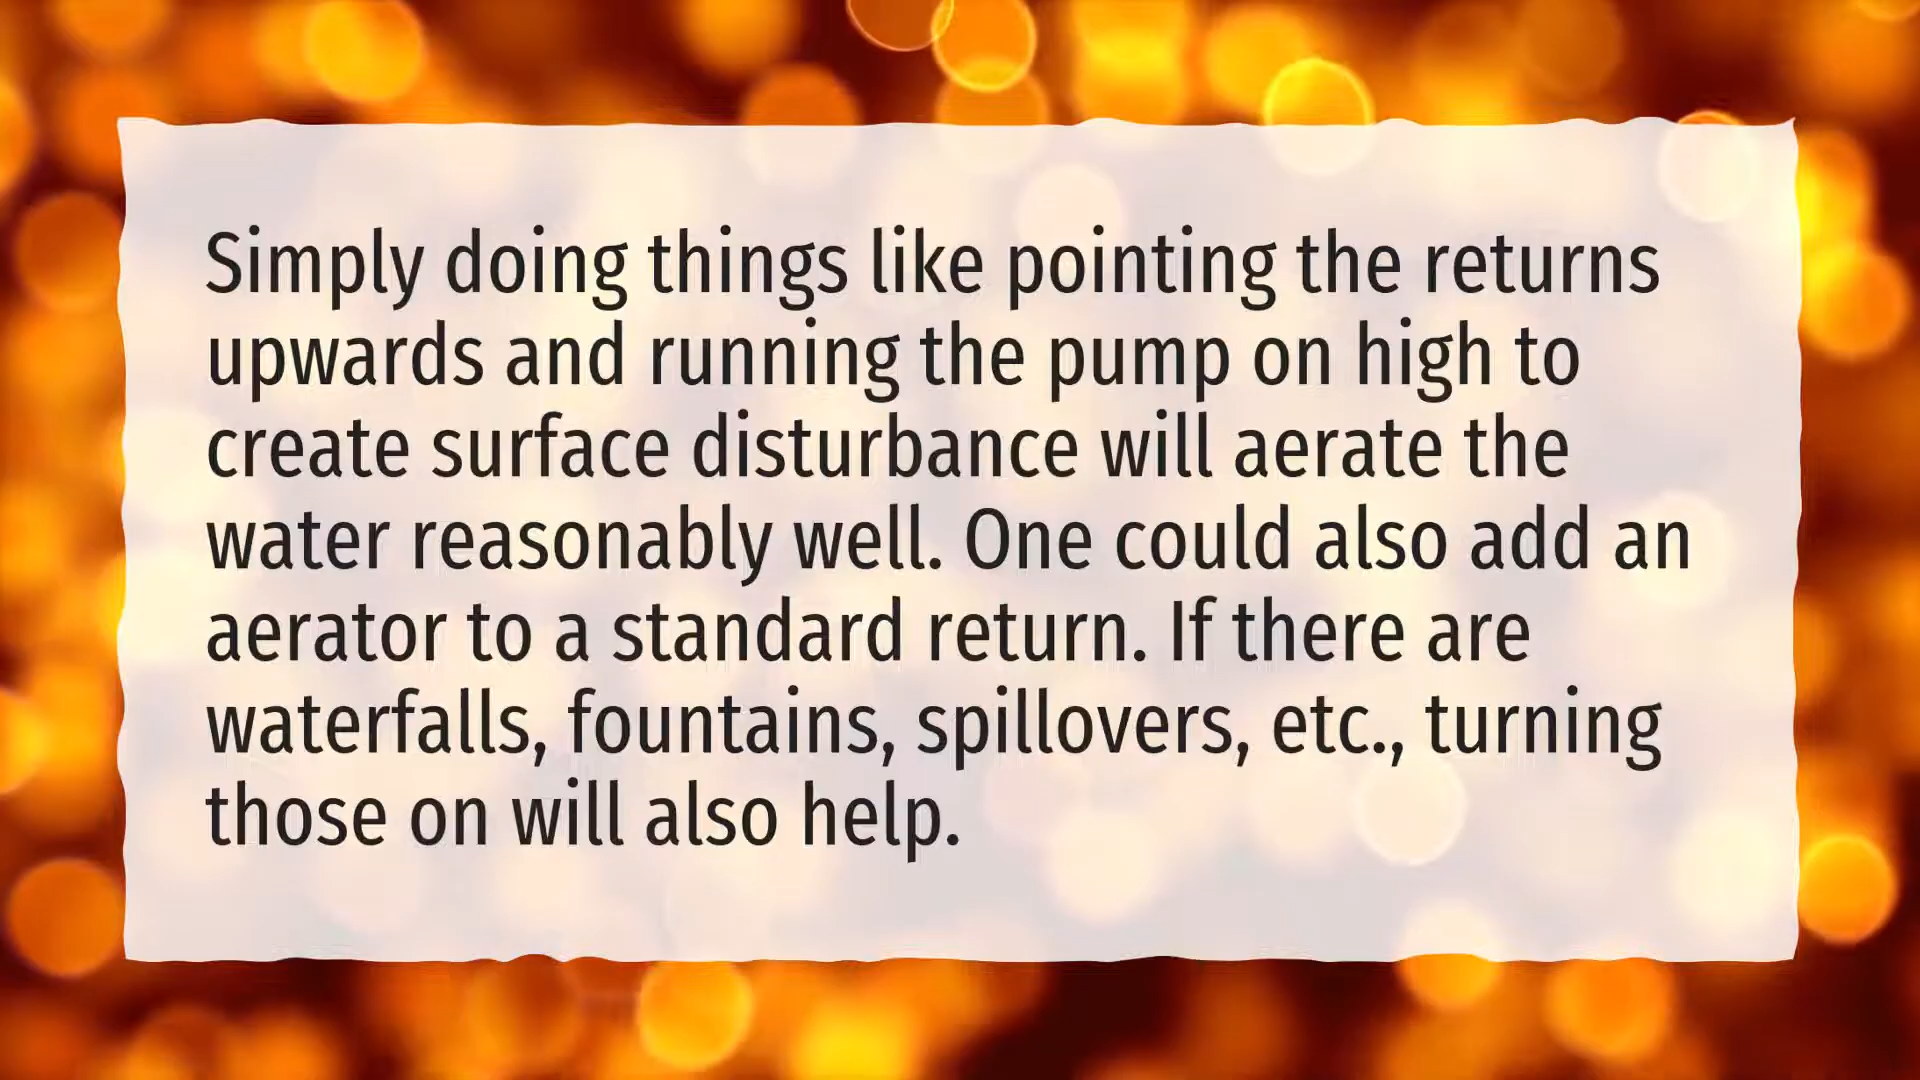 Simply doing things like pointing the returns
upwards and running the pump on high to
create surface disturbance will aerate the
water reasonably well. One could also add an
aerator to a standard return. If there are
waterfalls, fountains, spillovers, etc., turning
those on will also help.